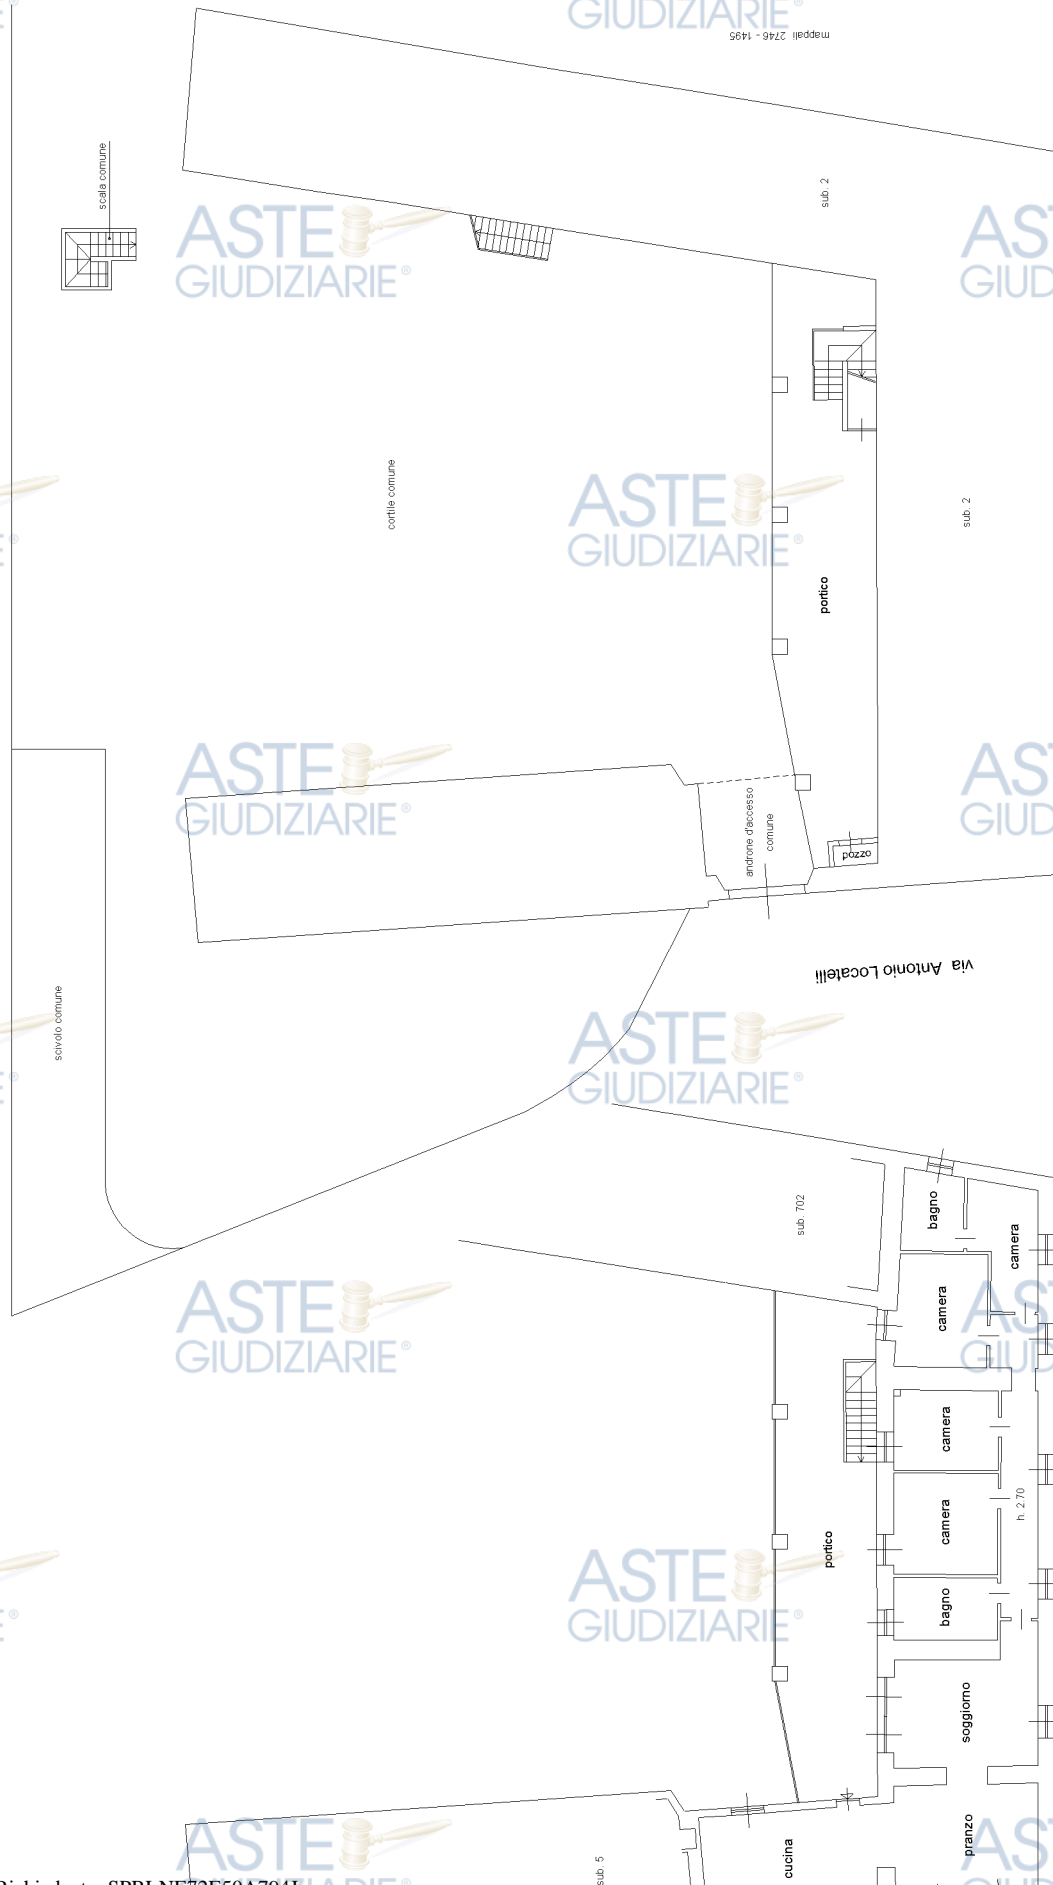 GIUDIZIARIE
mappali 2746 - 1495
scala comune
sub. 2
ASTE
GIUDIZIARIE®
cortile comune
ASTE
GIUDIZIARIE®
sub. 2
portico
ASTE
GIUDIZIARIE®
androne d'accesso
comune
pozzo
via Antonio Locatelli
scivolo comune
ASTE
GIUDIZIARIE®
sub. 702
bagno
camera
camera
ASTE
GIUDIZIARIE®
camera
camera
h. 2.70
portico
ASTE
GIUDIZIARIE®
bagno
soggiorno
pranzo
cucina
sub. 5
ASTE